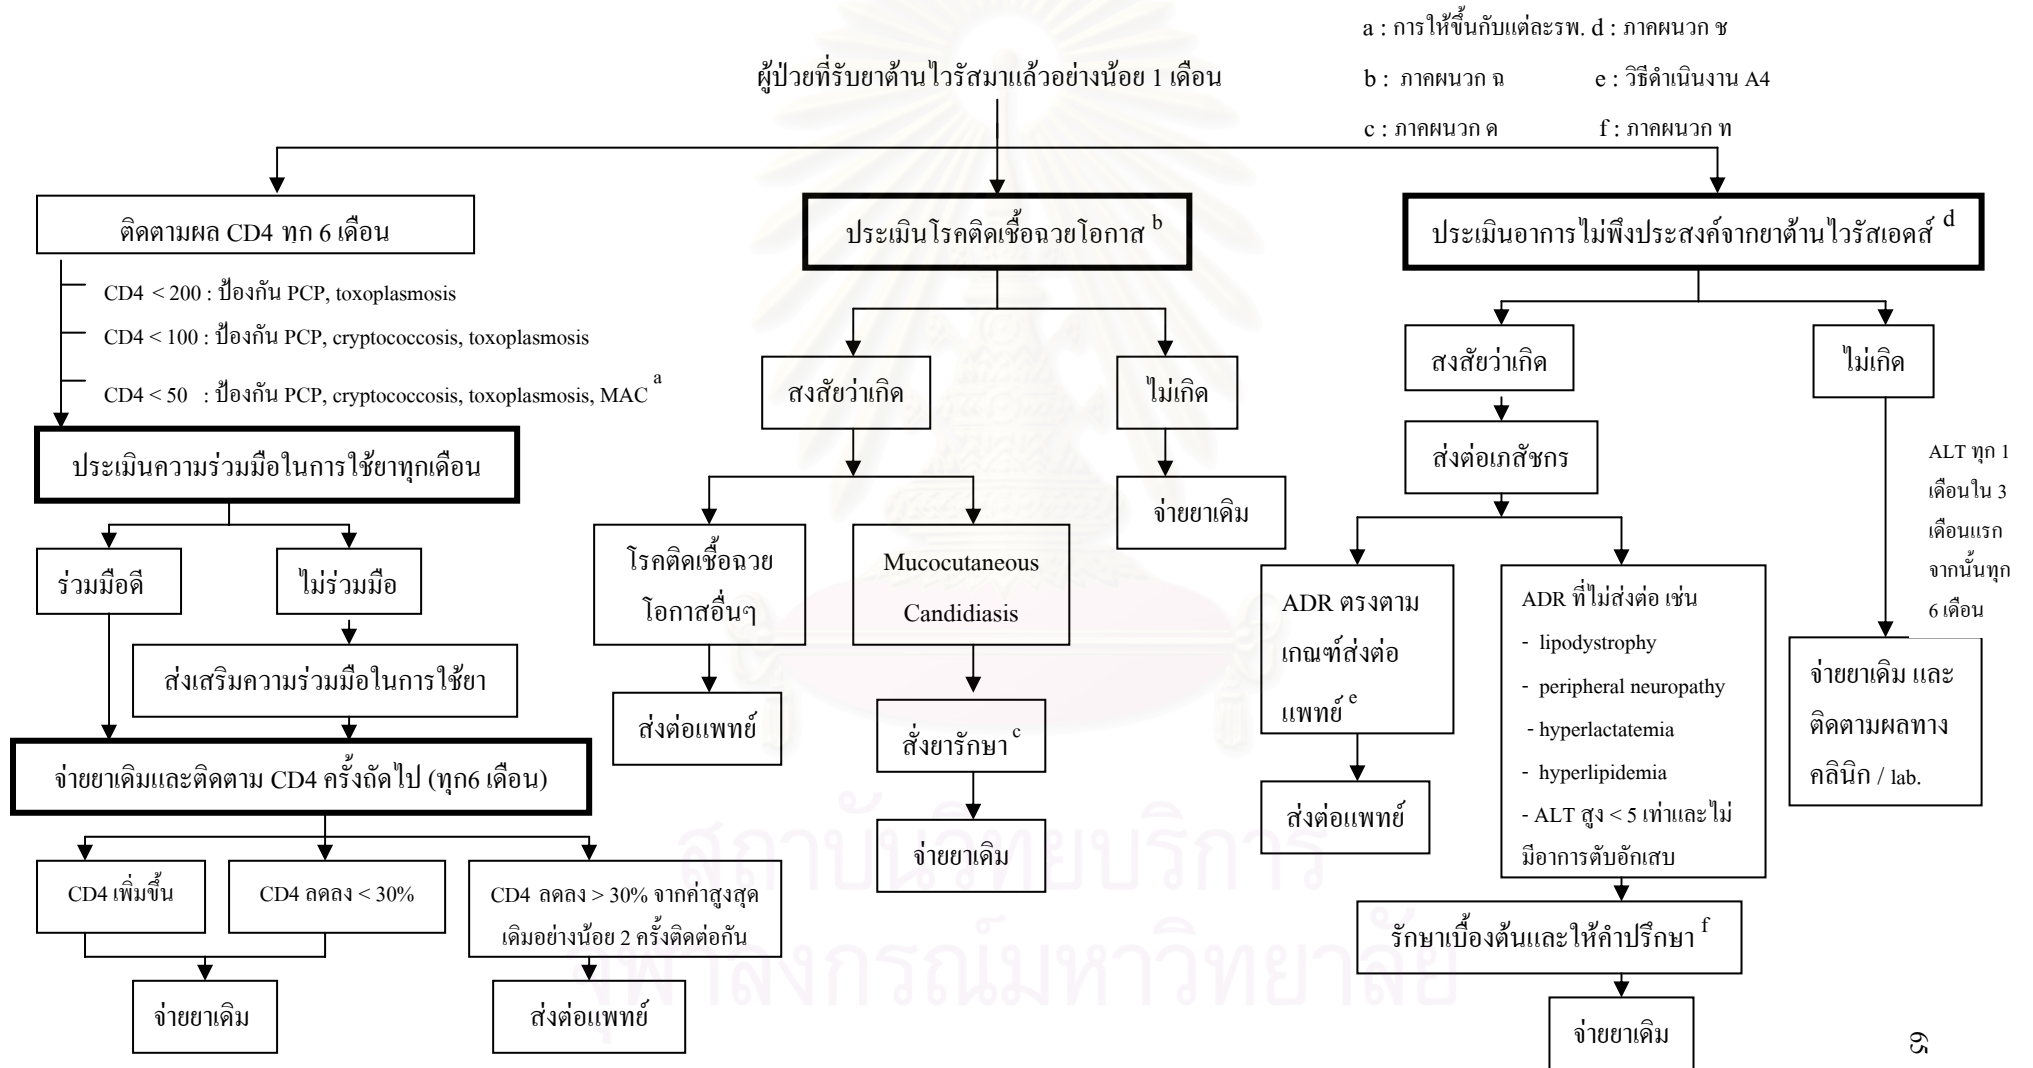 a : การให้ขึ้นกับแต่ละรพ. d : ภาคผนวก ช
ผู้ป่วยที่รับยาต้านไวรัสมาแล้วอย่างน้อย 1 เดือน
b : ภาคผนวก ฉ e : วิธีดำเนินงาน A4
c : ภาคผนวก ด f : ภาคผนวก ท
ติดตามผล CD4 ทุก 6 เดือน
CD4 < 200 : ป้องกัน PCP, toxoplasmosis
CD4 < 100 : ป้องกัน PCP, cryptococcosis, toxoplasmosis
CD4 < 50 : ป้องกัน PCP, cryptococcosis, toxoplasmosis, MAC a
ประเมินความร่วมมือในการใช้ยาทุกเดือน
ร่วมมือดี
ไม่ร่วมมือ
ส่งเสริมความร่วมมือในการใช้ยา
จ่ายยาเดิมและติดตาม CD4 ครั้งถัดไป (ทุก6 เดือน)
CD4 เพิ่มขึ้น
CD4 ลดลง < 30%
CD4 ลดลง > 30% จากค่าสูงสุด
เดิมอย่างน้อย 2 ครั้งติดต่อกัน
จ่ายยาเดิม
ส่งต่อแพทย์
ประเมินโรคติดเชื้อฉวยโอกาส b
สงสัยว่าเกิด
ไม่เกิด
จ่ายยาเดิม
โรคติดเชื้อฉวย
โอกาสอื่นๆ
Mucocutaneous
Candidiasis
ส่งต่อแพทย์
สั่งยารักษา c
จ่ายยาเดิม
ประเมินอาการไม่พึงประสงค์จากยาต้านไวรัสเอดส์ d
สงสัยว่าเกิด
ไม่เกิด
ส่งต่อเภสัชกร
ALT ทุก 1
เดือนใน 3
เดือนแรก
จากนั้นทุก
6 เดือน
ADR ตรงตาม
เกณฑ์ส่งต่อ
แพทย์ e
ส่งต่อแพทย์
ADR ที่ไม่ส่งต่อ เช่น
- lipodystrophy
- peripheral neuropathy
- hyperlactatemia
- hyperlipidemia
- ALT สูง < 5 เท่าและไม่
มีอาการตับอักเสบ
จ่ายยาเดิม และ
ติดตามผลทาง
คลินิก / lab.
รักษาเบื้องต้นและให้คำปรึกษา f
จ่ายยาเดิม
สถาบันวิทยบริการ
จุฬาลงกรณ์มหาวิทยาลัย
65